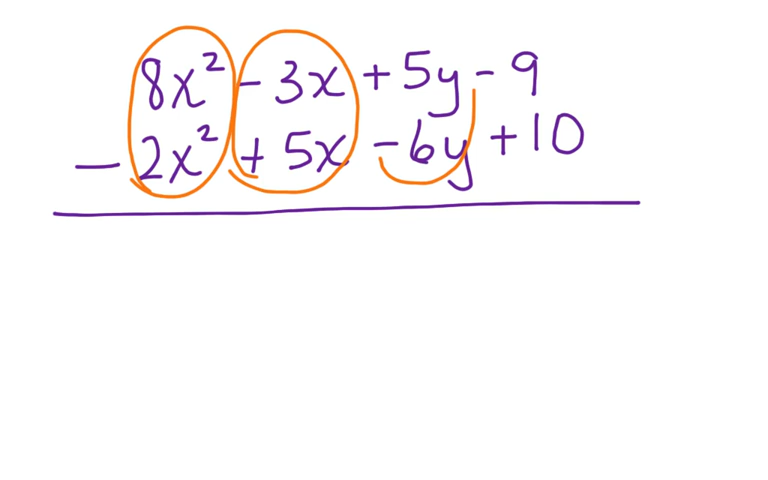 8x² - 3x + 5y - 9
- 2x² + 5x - 6y + 10